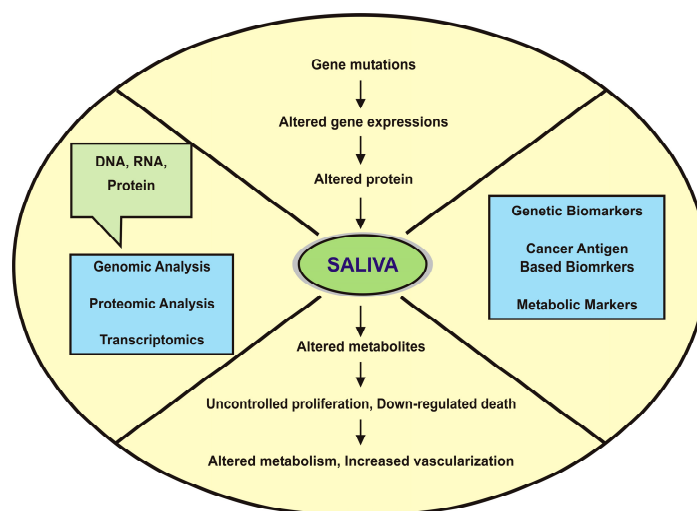 Gene mutations
Altered gene expressions
Altered protein
DNA, RNA,
Protein
Genomic Analysis
Proteomic Analysis
Transcriptomics
SALIVA
Genetic Biomarkers
Cancer Antigen
Based Biomrkers
Metabolic Markers
Altered metabolites
Uncontrolled proliferation, Down-regulated death
Altered metabolism, Increased vascularization